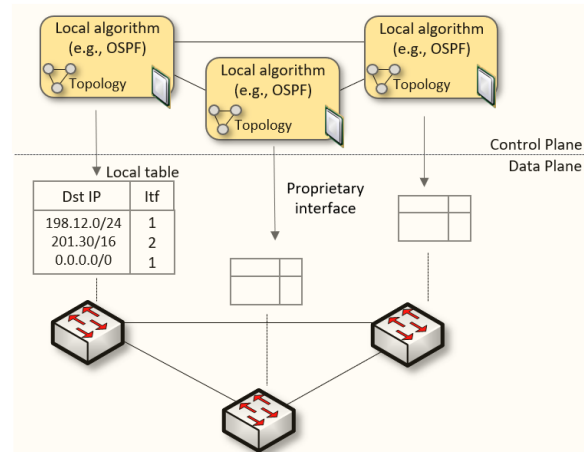 Local algorithm
(e.g., OSPF)
Topology
Local algorithm
(e.g., OSPF)
Topology
Local algorithm
(e.g., OSPF)
Topology
Control Plane
Data Plane
Local table
Dst IP Itf
198.12.0/24 1
201.30/16 2
0.0.0.0/0 1
Proprietary
interface